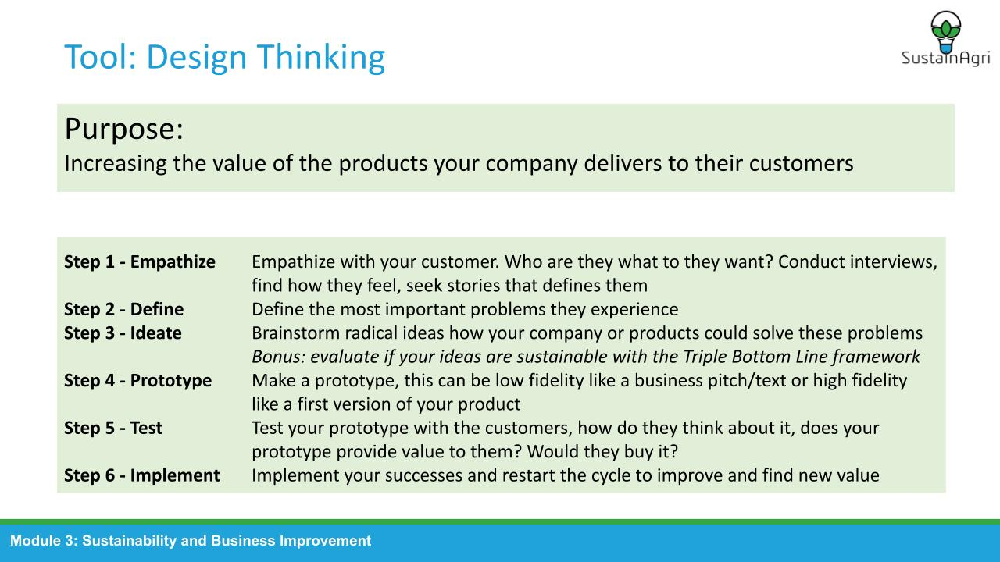 Tool: Design Thinking
SustainAgri
Purpose:
Increasing the value of the products your company delivers to their customers
Step 1 - Empathize Empathize with your customer. Who are they what to they want? Conduct interviews,
find how they feel, seek stories that defines them
Step 2 - Define Define the most important problems they experience
Step 3 - Ideate Brainstorm radical ideas how your company or products could solve these problems
Bonus: evaluate if your ideas are sustainable with the Triple Bottom Line framework
Step 4 - Prototype Make a prototype, this can be low fidelity like a business pitch/text or high fidelity
like a first version of your product
Step 5 - Test Test your prototype with the customers, how do they think about it, does your
prototype provide value to them? Would they buy it?
Step 6 - Implement Implement your successes and restart the cycle to improve and find new value
Module 3: Sustainability and Business Improvement